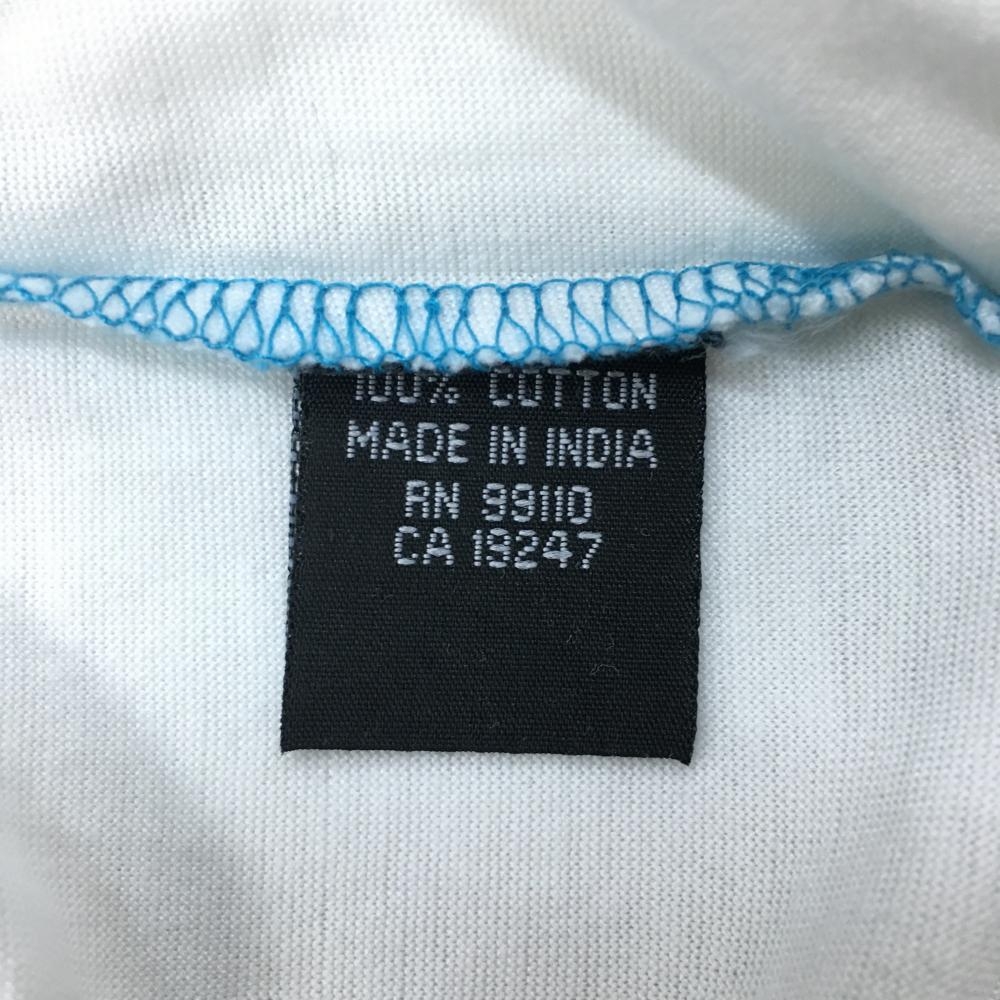 100% COTTON
MADE IN INDIA
RN 99110
CA 19247